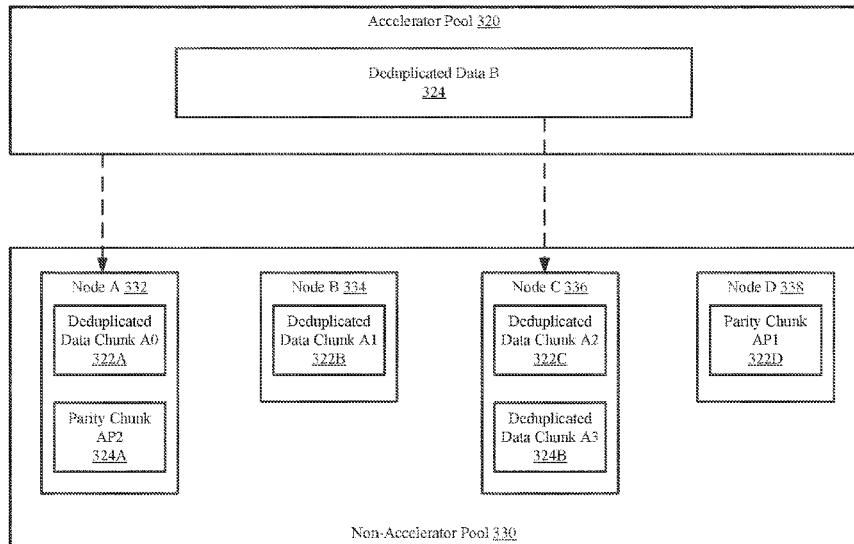 Accelerator Pool 320
Deduplicated Data B
324
Node A 332
Deduplicated
Data Chunk A0
322A
Parity Chunk
AP2
324A
Node B 334
Deduplicated
Data Chunk A1
322B
Node C 336
Deduplicated
Data Chunk A2
322C
Deduplicated
Data Chunk A3
324B
Node D 338
Parity Chunk
AP1
322D
Non-Accelerator Pool 330